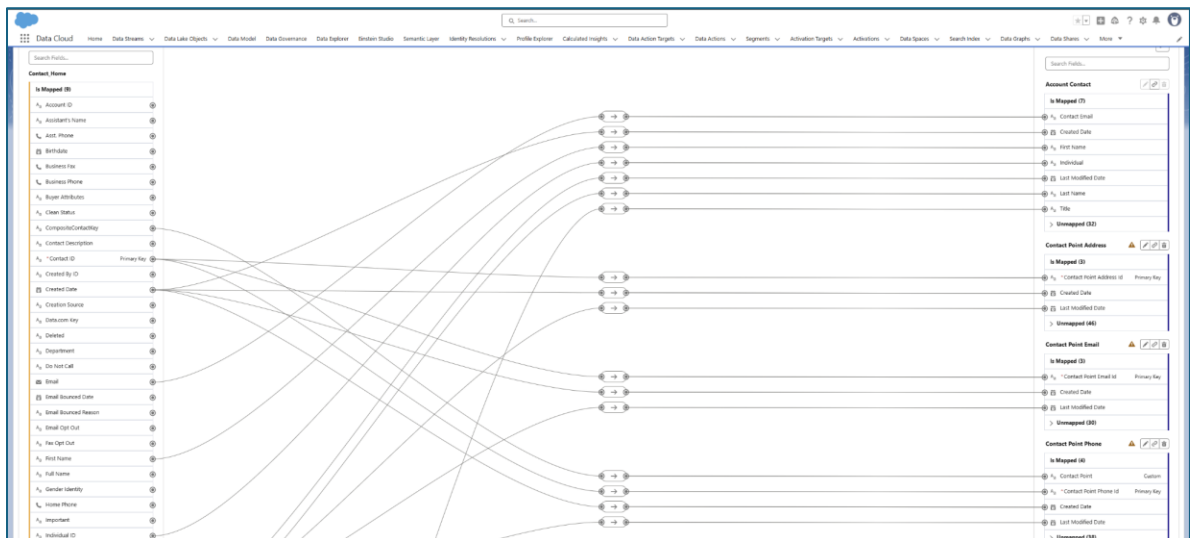 Search...
Data Cloud
Home
Data Streams
Data Lake Objects
Data Model
Data Governance
Data Explorer
Einstein Studio
Semantic Layer
Identity Resolutions
Profile Explorer
Calculated Insights
Data Action Targets
Data Actions
Segments
Activation Targets
Activations
Data Spaces
Search Index
Data Graphs
Data Shares
More
Search Fields...
Contact_Home
Is Mapped (9)
Account ID
Assistant's Name
Asst. Phone
Birthdate
Business Fax
Business Phone
Buyer Attributes
Clean Status
CompositeContactKey
Contact Description
* Contact ID Primary Key
Created By ID
Created Date
Creation Source
Data.com Key
Deleted
Department
Do Not Call
Email
Email Bounced Date
Email Bounced Reason
Email Opt Out
Fax Opt Out
First Name
Full Name
Gender Identity
Home Phone
Important
Individual ID
Search Fields...
Account Contact
Is Mapped (7)
Contact Email
Created Date
First Name
Individual
Last Modified Date
Last Name
Title
Unmapped (32)
Contact Point Address
Is Mapped (3)
* Contact Point Address Id Primary Key
Created Date
Last Modified Date
Unmapped (46)
Contact Point Email
Is Mapped (3)
* Contact Point Email Id Primary Key
Created Date
Last Modified Date
Unmapped (30)
Contact Point Phone
Is Mapped (4)
Contact Point Custom
* Contact Point Phone Id Primary Key
Created Date
Last Modified Date
Unmapped (38)